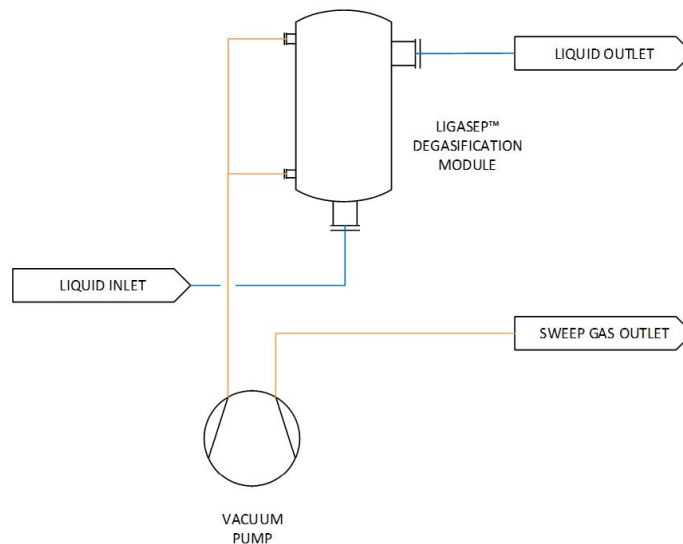 LIQUID OUTLET
LIGASEP™
DEGASIFICATION
MODULE
LIQUID INLET
SWEEP GAS OUTLET
VACUUM
PUMP